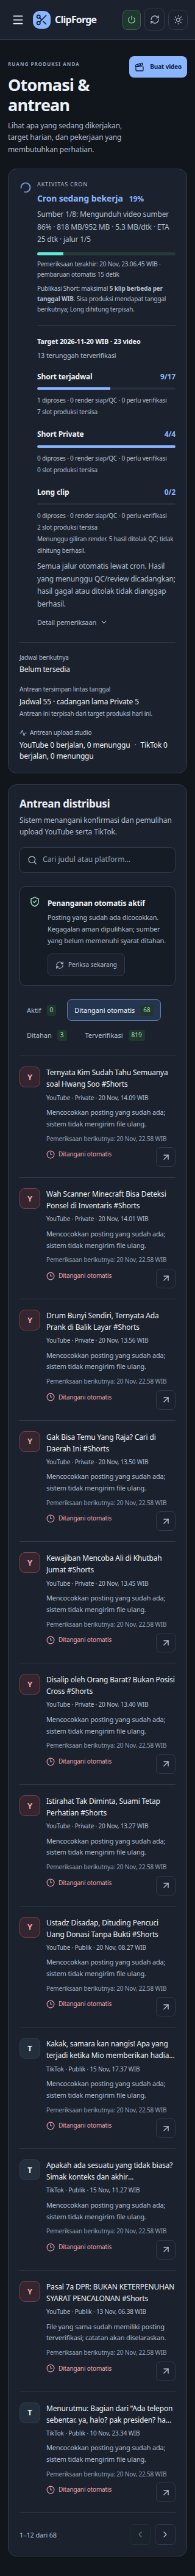 ClipForge
RUANG PRODUKSI ANDA
Buat video
Otomasi &
antrean
Lihat apa yang sedang dikerjakan,
target harian, dan pekerjaan yang
membutuhkan perhatian.
AKTIVITAS CRON
Cron sedang bekerja 19%
Sumber 1/8: Mengunduh video sumber
86% · 818 MB/952 MB · 5.3 MB/dtk · ETA
25 dtk · jalur 1/5
Pemeriksaan terakhir: 20 Nov, 23.06.45 WIB ·
pembaruan otomatis 15 detik
Publikasi Short: maksimal 5 klip berbeda per
tanggal WIB. Sisa produksi mendapat tanggal
berikutnya; Long dihitung terpisah.
Target 2026-11-20 WIB · 23 video
13 terunggah terverifikasi
Short terjadwal 9/17
1 diproses · 0 render siap/QC · 0 perlu verifikasi
7 slot produksi tersisa
Short Private 4/4
0 diproses · 0 render siap/QC · 0 perlu verifikasi
0 slot produksi tersisa
Long clip 0/2
0 diproses · 0 render siap/QC · 0 perlu verifikasi
2 slot produksi tersisa
Menunggu giliran render: 5 hasil ditolak QC; tidak
dihitung berhasil.
Semua jalur otomatis lewat cron. Hasil
yang menunggu QC/review dicadangkan;
hasil gagal atau ditolak tidak dianggap
berhasil.
Detail pemeriksaan
Jadwal berikutnya
Belum tersedia
Antrean tersimpan lintas tanggal
Jadwal 55 · cadangan lama Private 5
Antrean ini terpisah dari target produksi hari ini.
Antrean upload studio
YouTube 0 berjalan, 0 menunggu · TikTok 0
berjalan, 0 menunggu
Antrean distribusi
Sistem menangani konfirmasi dan pemulihan
upload YouTube serta TikTok.
Cari judul atau platform...
Penanganan otomatis aktif
Posting yang sudah ada dicocokkan.
Kegagalan aman dipulihkan; sumber
yang belum memenuhi syarat ditahan.
Periksa sekarang
Aktif 0 Ditangani otomatis 68
Ditahan 3 Terverifikasi 819
Y
Ternyata Kim Sudah Tahu Semuanya
soal Hwang Soo #Shorts
YouTube · Private · 20 Nov, 14.09 WIB
Mencocokkan posting yang sudah ada;
sistem tidak mengirim file ulang.
Pemeriksaan berikutnya: 20 Nov, 22.58 WIB
Ditangani otomatis
Y
Wah Scanner Minecraft Bisa Deteksi
Ponsel di Inventaris #Shorts
YouTube · Private · 20 Nov, 14.01 WIB
Mencocokkan posting yang sudah ada;
sistem tidak mengirim file ulang.
Pemeriksaan berikutnya: 20 Nov, 22.58 WIB
Ditangani otomatis
Y
Drum Bunyi Sendiri, Ternyata Ada
Prank di Balik Layar #Shorts
YouTube · Private · 20 Nov, 13.56 WIB
Mencocokkan posting yang sudah ada;
sistem tidak mengirim file ulang.
Pemeriksaan berikutnya: 20 Nov, 22.58 WIB
Ditangani otomatis
Y
Gak Bisa Temu Yang Raja? Cari di
Daerah Ini #Shorts
YouTube · Private · 20 Nov, 13.50 WIB
Mencocokkan posting yang sudah ada;
sistem tidak mengirim file ulang.
Pemeriksaan berikutnya: 20 Nov, 22.58 WIB
Ditangani otomatis
Y
Kewajiban Mencoba Ali di Khutbah
Jumat #Shorts
YouTube · Private · 20 Nov, 13.45 WIB
Mencocokkan posting yang sudah ada;
sistem tidak mengirim file ulang.
Pemeriksaan berikutnya: 20 Nov, 22.58 WIB
Ditangani otomatis
Y
Disalip oleh Orang Barat? Bukan Posisi
Cross #Shorts
YouTube · Private · 20 Nov, 13.40 WIB
Mencocokkan posting yang sudah ada;
sistem tidak mengirim file ulang.
Pemeriksaan berikutnya: 20 Nov, 22.58 WIB
Ditangani otomatis
Y
Istirahat Tak Diminta, Suami Tetap
Perhatian #Shorts
YouTube · Private · 20 Nov, 13.27 WIB
Mencocokkan posting yang sudah ada;
sistem tidak mengirim file ulang.
Pemeriksaan berikutnya: 20 Nov, 22.58 WIB
Ditangani otomatis
Y
Ustadz Disadap, Dituding Pencuci
Uang Donasi Tanpa Bukti #Shorts
YouTube · Publik · 20 Nov, 08.27 WIB
Mencocokkan posting yang sudah ada;
sistem tidak mengirim file ulang.
Pemeriksaan berikutnya: 20 Nov, 22.58 WIB
Ditangani otomatis
T
Kakak, samara kan nangis! Apa yang
terjadi ketika Mio memberikan hadia...
TikTok · Publik · 15 Nov, 17.37 WIB
Mencocokkan posting yang sudah ada;
sistem tidak mengirim file ulang.
Pemeriksaan berikutnya: 20 Nov, 22.58 WIB
Ditangani otomatis
T
Apakah ada sesuatu yang tidak biasa?
Simak konteks dan akhir...
TikTok · Publik · 15 Nov, 11.27 WIB
Mencocokkan posting yang sudah ada;
sistem tidak mengirim file ulang.
Pemeriksaan berikutnya: 20 Nov, 22.58 WIB
Ditangani otomatis
Y
Pasal 7a DPR: BUKAN KETERPENUHAN
SYARAT PENCALONAN #Shorts
YouTube · Publik · 13 Nov, 06.38 WIB
File yang sama sudah memiliki posting
terverifikasi; catatan akan diselaraskan.
Pemeriksaan berikutnya: 20 Nov, 22.58 WIB
Ditangani otomatis
T
Menurutmu: Bagian dari "Ada telepon
sebentar. ya, halo? pak presiden? ha...
TikTok · Publik · 10 Nov, 23.34 WIB
Mencocokkan posting yang sudah ada;
sistem tidak mengirim file ulang.
Pemeriksaan berikutnya: 20 Nov, 22.58 WIB
Ditangani otomatis
1–12 dari 68